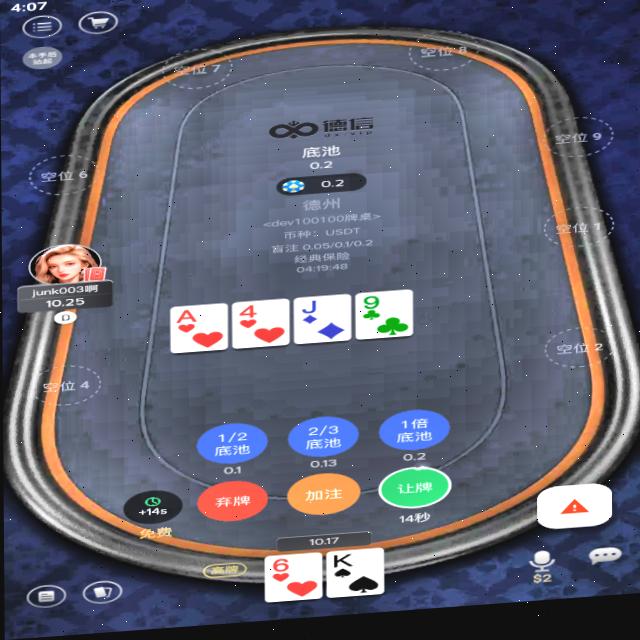 4:07
本手后
站起
空位 7
空位 8
空位 9
空位 6
空位 1
空位 2
空位 4
德信
底池
0.2
0.2
德州
<dev100100牌桌>
币种：USDT
盲注 0.05/0.1/0.2
经典保险
04:19:48
junk003啊
10.25
D
A
4
J
9
1/2
底池
0.1
2/3
底池
0.13
1倍
底池
0.2
+14s
免费
弃牌
加注
让牌
14秒
10.17
高牌
6
K
$2